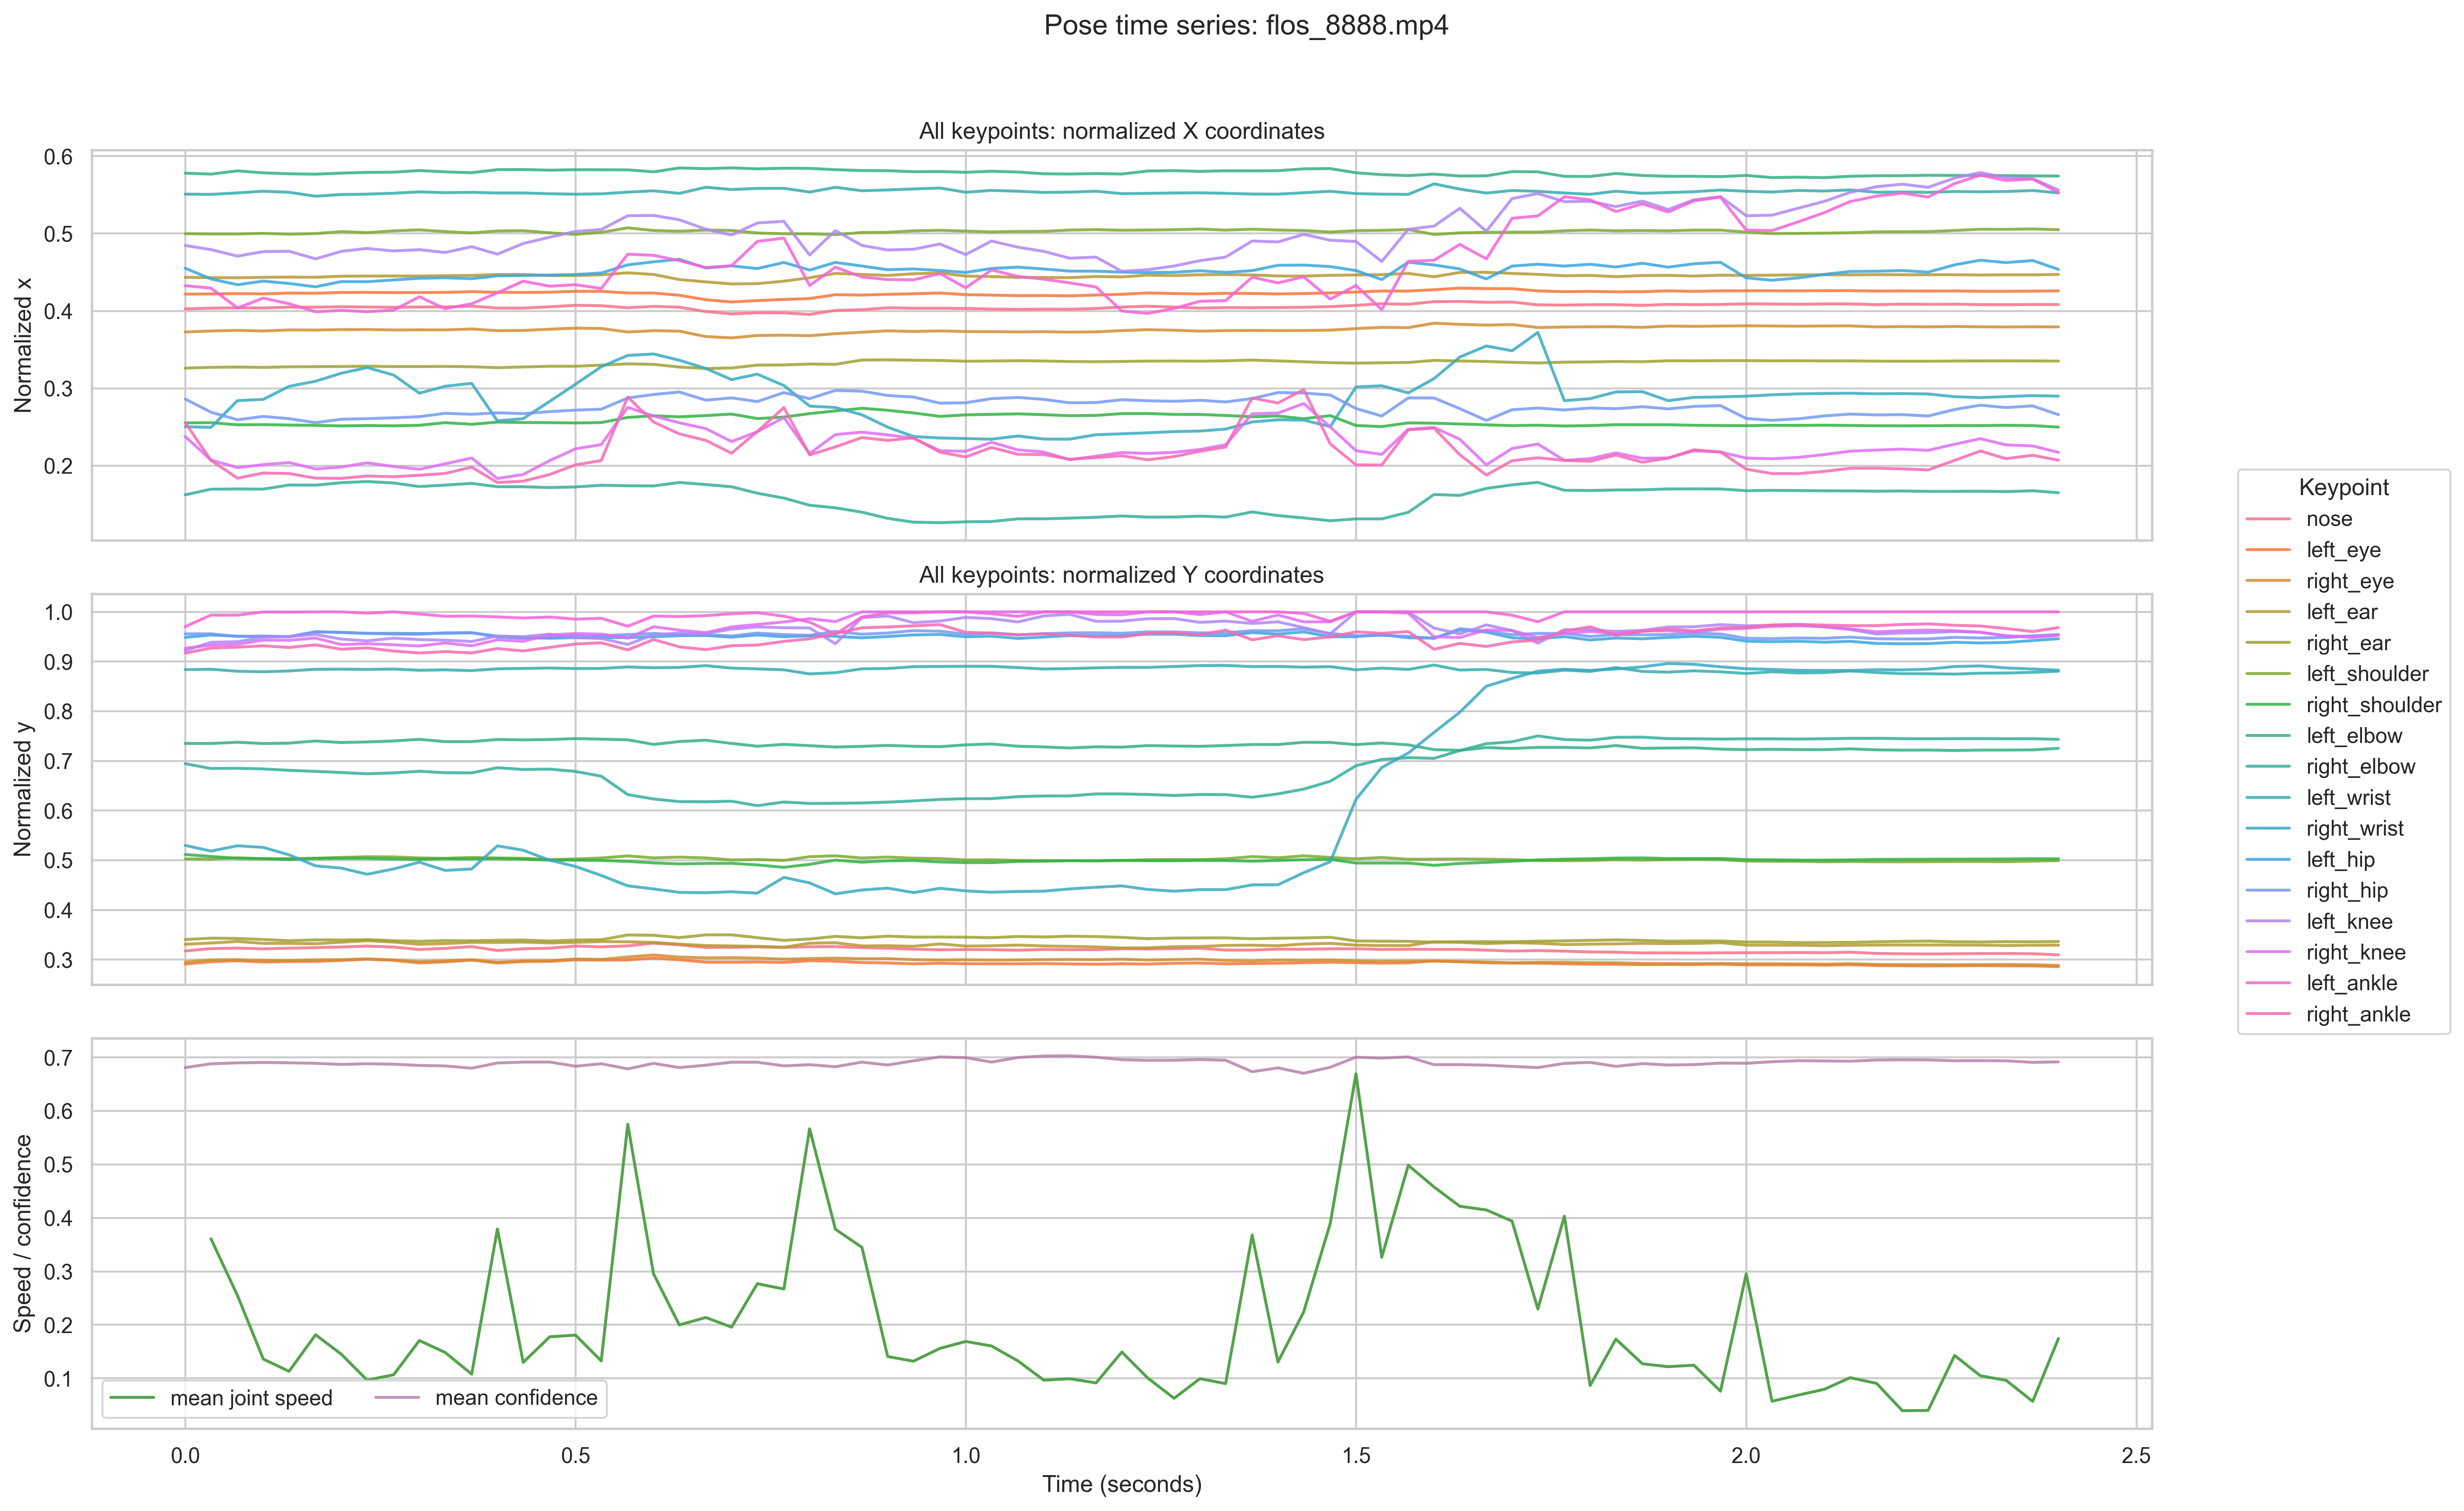 Pose time series: flos_8888.mp4
All keypoints: normalized X coordinates
0.6
0.5
0.4
0.3
0.2
Normalized x
All keypoints: normalized Y coordinates
1.0
0.9
0.8
0.7
0.6
0.5
0.4
0.3
Normalized y
0.7
0.6
0.5
0.4
0.3
0.2
0.1
Speed / confidence
mean joint speed
mean confidence
0.0
0.5
1.0
1.5
2.0
2.5
Time (seconds)
Keypoint
nose
left_eye
right_eye
left_ear
right_ear
left_shoulder
right_shoulder
left_elbow
right_elbow
left_wrist
right_wrist
left_hip
right_hip
left_knee
right_knee
left_ankle
right_ankle